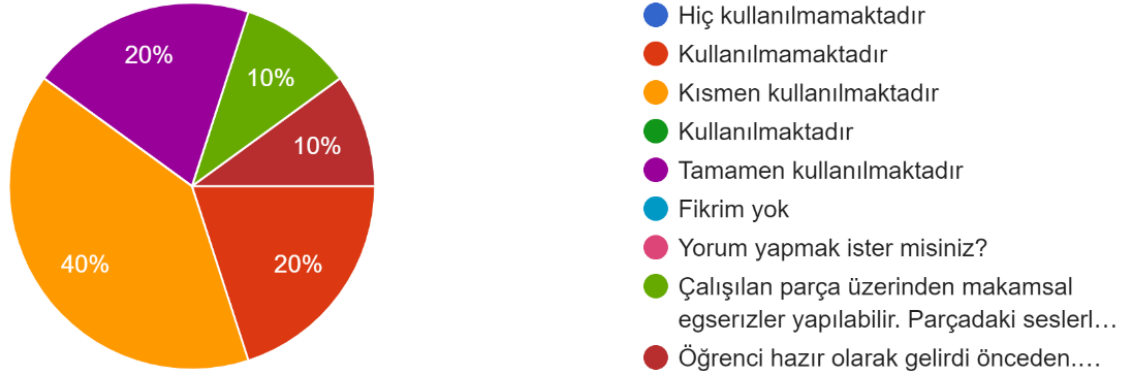 20%
10%
10%
40%
20%
Hiç kullanılmamaktadır
Kullanılmamaktadır
Kısmen kullanılmaktadır
Kullanılmaktadır
Tamamen kullanılmaktadır
Fikrim yok
Yorum yapmak ister misiniz?
Çalışılan parça üzerinden makamsal
egserızler yapılabilir. Parçadaki seslerl…
Öğrenci hazır olarak gelirdi önceden.…